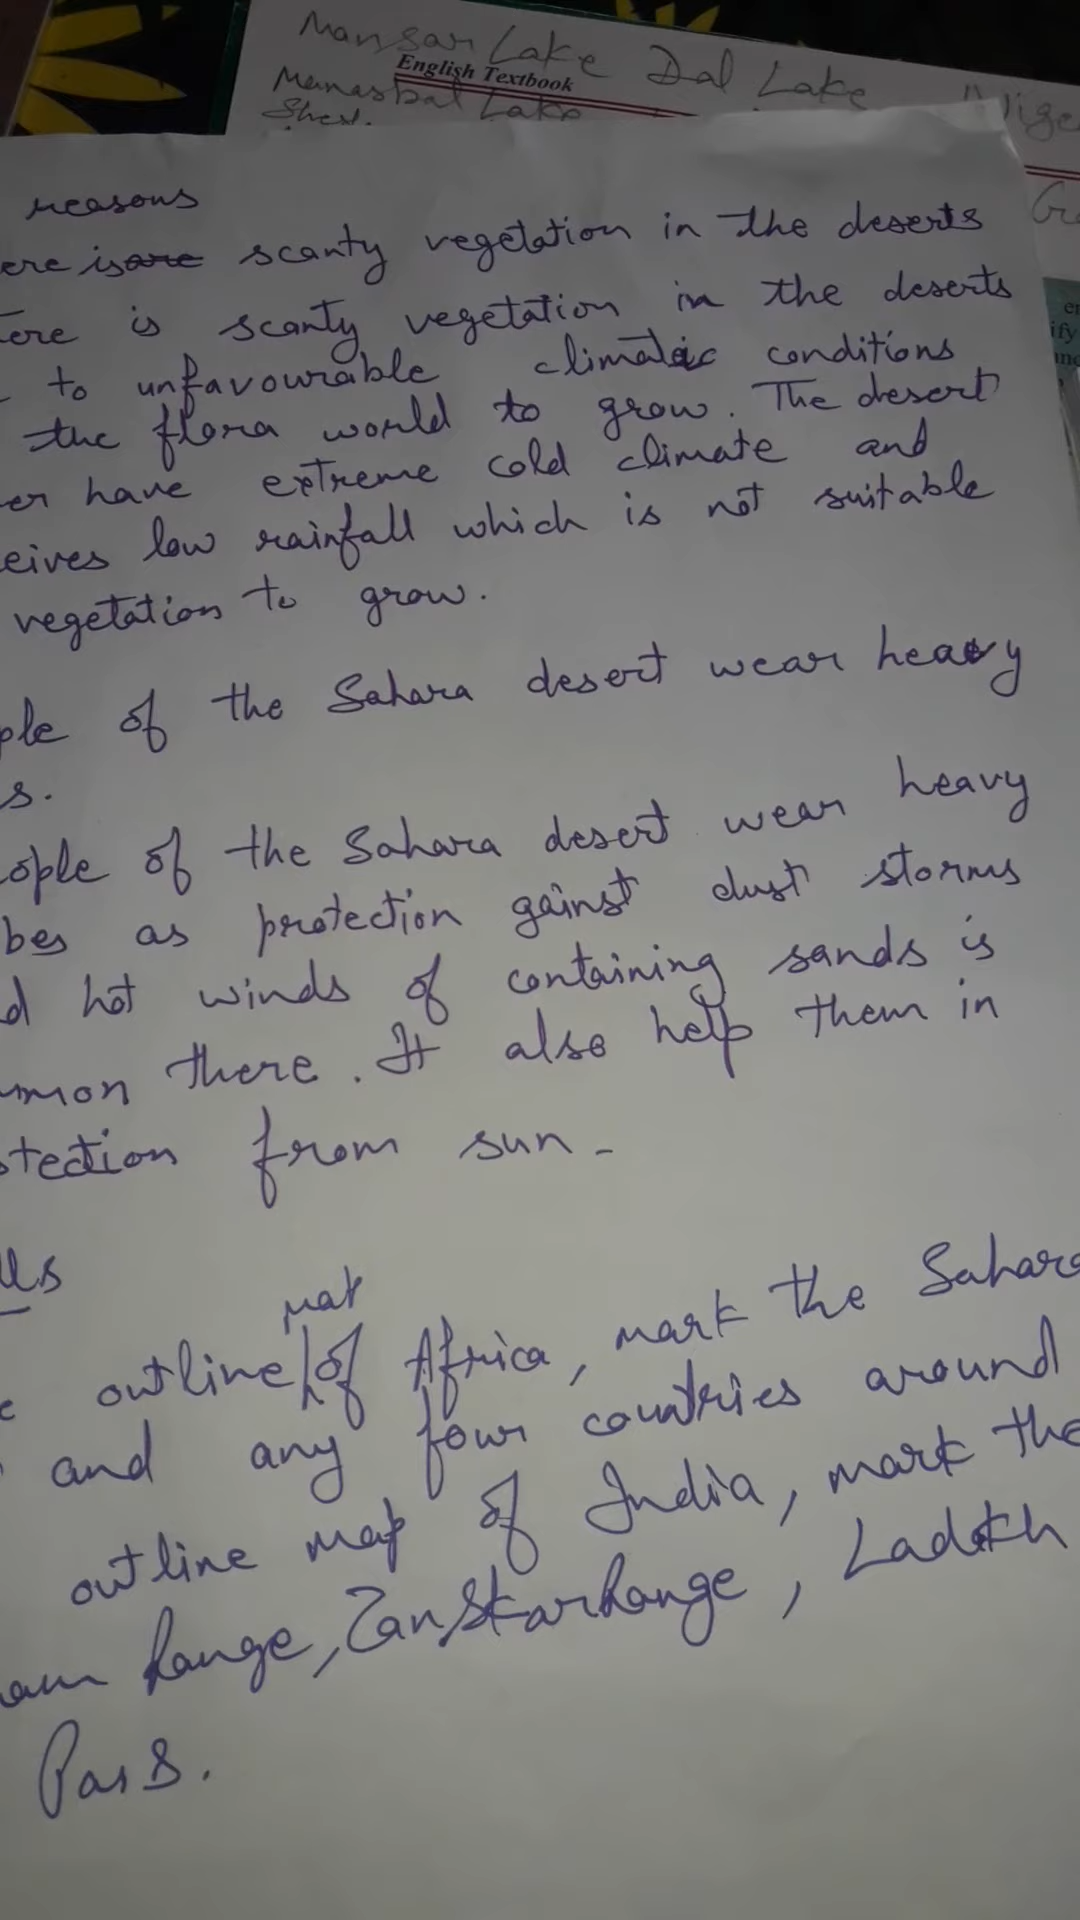 Mansar Lake Dal Lake Nige
English Textbook
Manasbal Lake
Shesh.
reasons
ere is are scanty vegetation in the deserts
ere is scanty vegetation in the deserts
to unfavourable climatic conditions
the flora world to grow. The desert
er have extreme cold climate and
eives low rainfall which is not suitable
vegetation to grow.
ple of the Sahara desert wear heavy
s.
ople of the Sahara desert wear heavy
bes as protection gainst dust storms
d hot winds of containing sands is
mmon there. It also help them in
tection from sun.
lls
map
outline of Africa, mark the Sahara
and any four countries around
outline map of India, mark the
am Range, Zanskar Range, Ladakh
Pass.